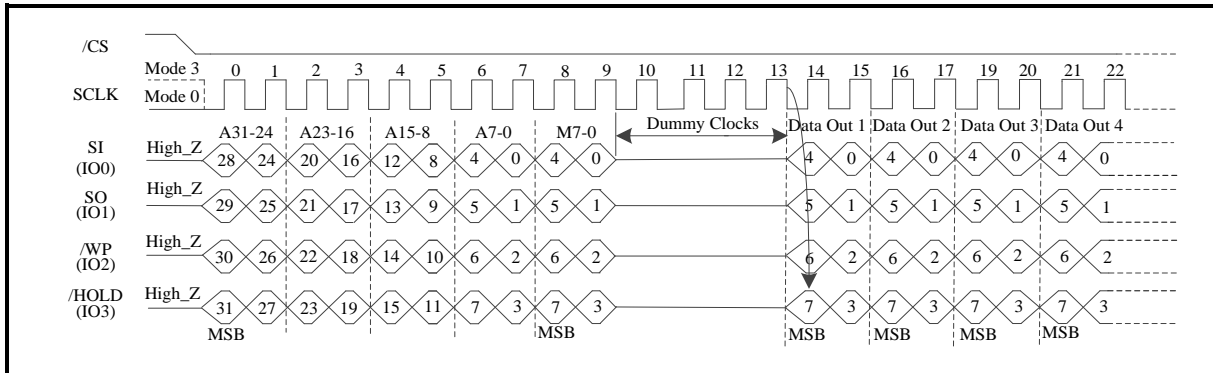 /CS
Mode 3 0 1 2 3 4 5 6 7 8 9 10 11 12 13 14 15 16 17 19 20 21 22
SCLK Mode 0
A31-24 A23-16 A15-8 A7-0 M7-0 Dummy Clocks Data Out 1 Data Out 2 Data Out 3 Data Out 4
SI (IO0) High_Z 28 24 20 16 12 8 4 0 4 0 4 0 4 0 4 0 4 0
SO (IO1) High_Z 29 25 21 17 13 9 5 1 5 1 5 1 5 1 5 1 5 1
/WP (IO2) High_Z 30 26 22 18 14 10 6 2 6 2 6 2 6 2 6 2 6 2
/HOLD (IO3) High_Z 31 27 23 19 15 11 7 3 7 3 7 3 7 3 7 3 7 3
MSB MSB MSB MSB MSB MSB